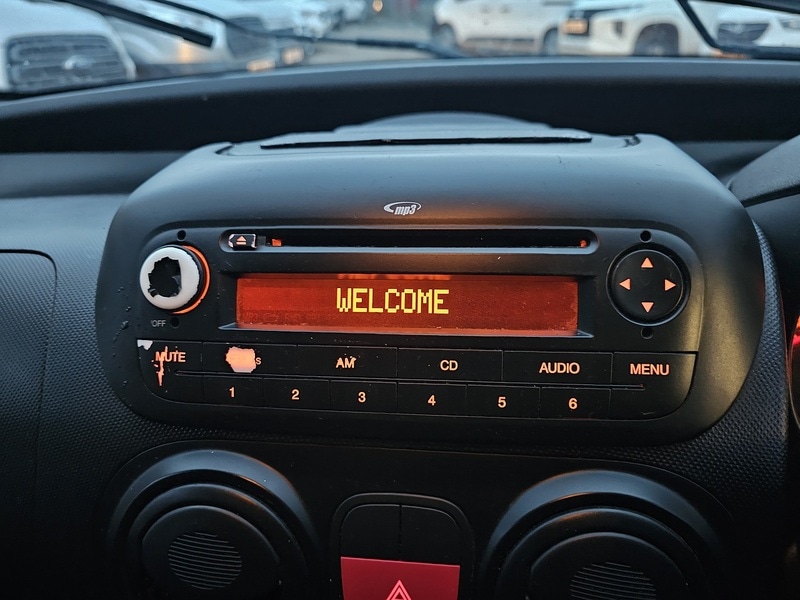 mp3
WELCOME
OFF
MUTE S AM CD AUDIO MENU
1 2 3 4 5 6